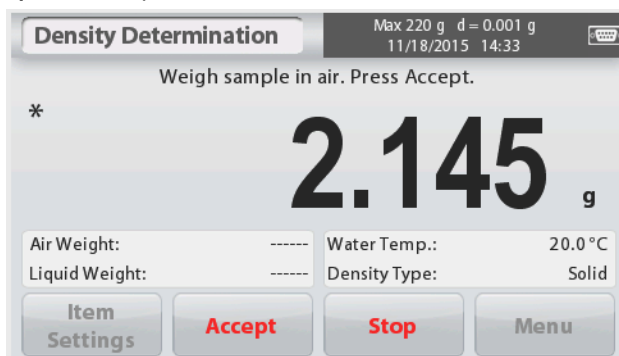 Density Determination
Max 220 g d = 0.001 g
11/18/2015 14:33
Weigh sample in air. Press Accept.
*
2.145 g
Air Weight: ------
Liquid Weight: ------
Water Temp.: 20.0 °C
Density Type: Solid
Item Settings
Accept
Stop
Menu